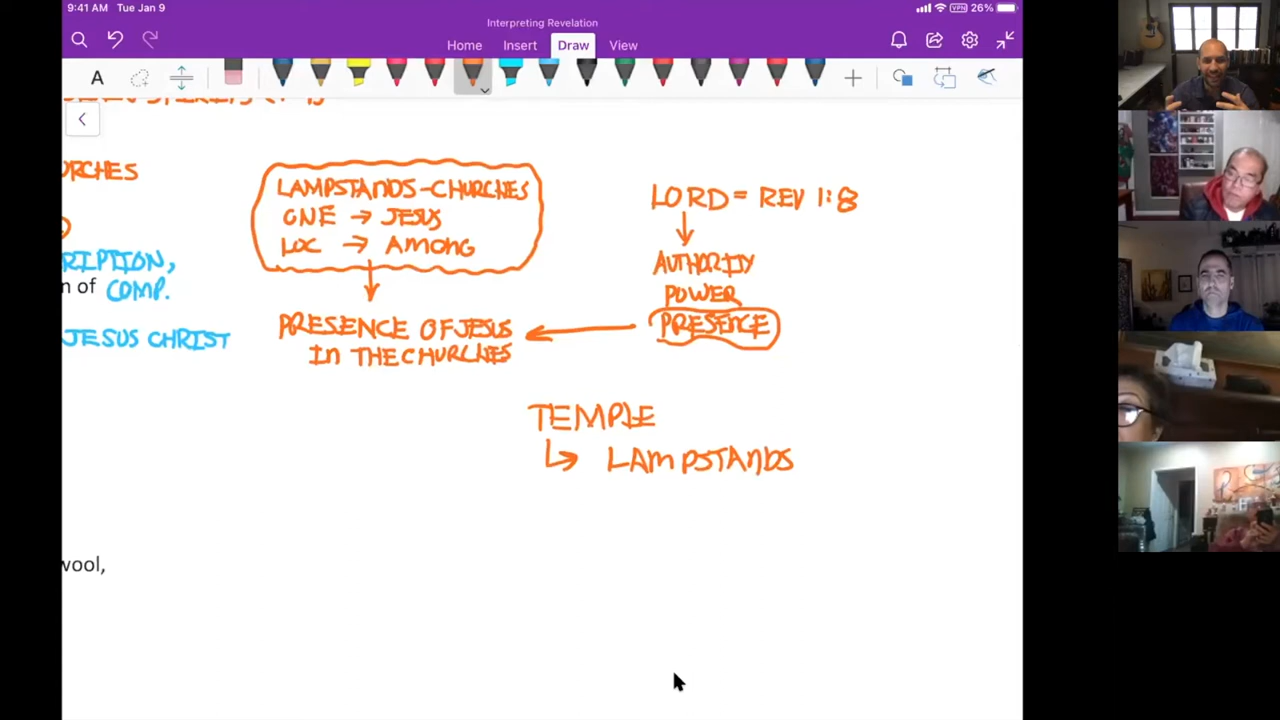 9:41 AM Tue Jan 9
VPN 26%
Interpreting Revelation
Home Insert Draw View
A
LAMPSTANDS-CHURCHES
ONE → JESUS
LOC → AMONG
PRESENCE OF JESUS
IN THE CHURCHES
LORD = REV 1:8
AUTHORITY
POWER
PRESENCE
TEMPLE
LAMPSTANDS
RCHES
RIPTION,
n of COMP.
JESUS CHRIST
wool,